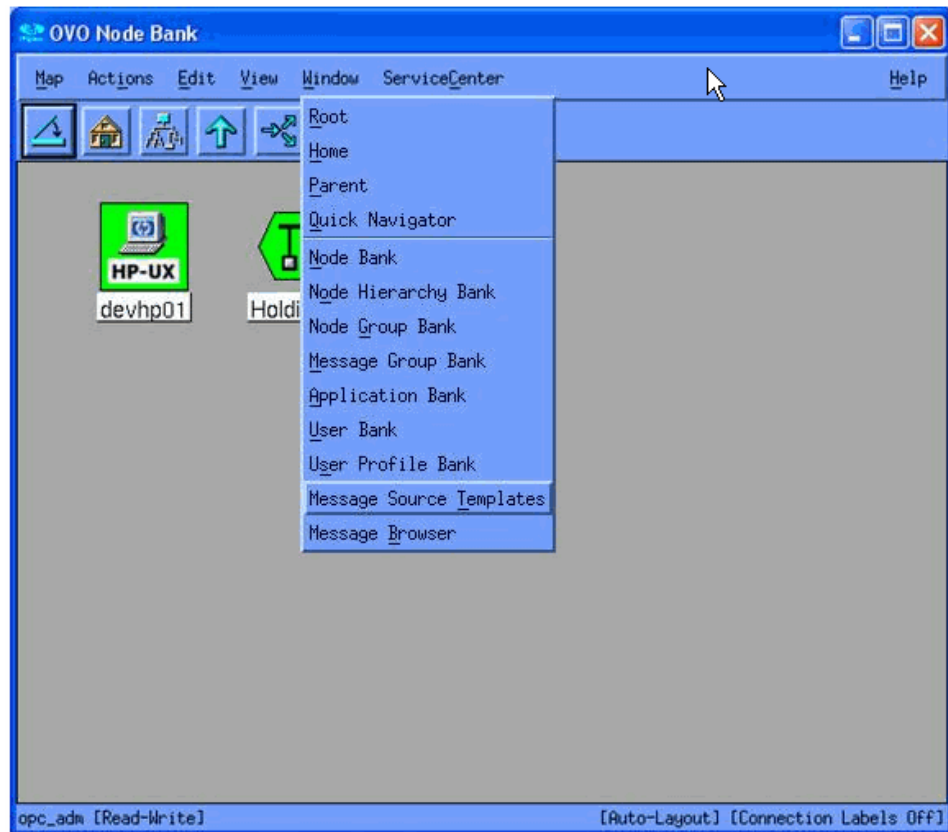 OVO Node Bank
Map Actions Edit View Window ServiceCenter Help
Root
Home
Parent
Quick Navigator
HP-UX
devhp01
Holdi
Node Bank
Node Hierarchy Bank
Node Group Bank
Message Group Bank
Application Bank
User Bank
User Profile Bank
Message Source Templates
Message Browser
opc_adm [Read-Write] [Auto-Layout] [Connection Labels Off]